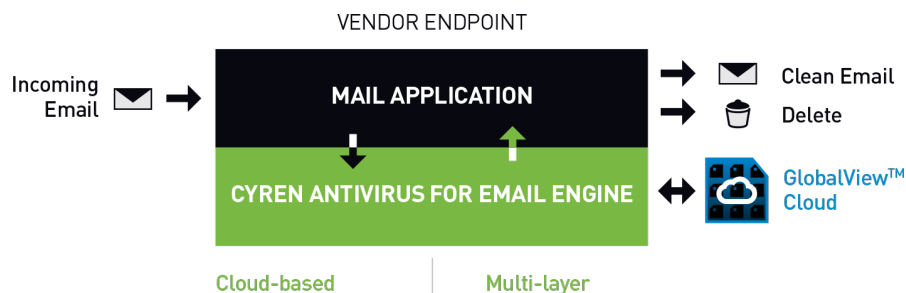 VENDOR ENDPOINT
Incoming
Email
MAIL APPLICATION
Clean Email
Delete
CYREN ANTIVIRUS FOR EMAIL ENGINE
GlobalView™
Cloud
Cloud-based
Multi-layer